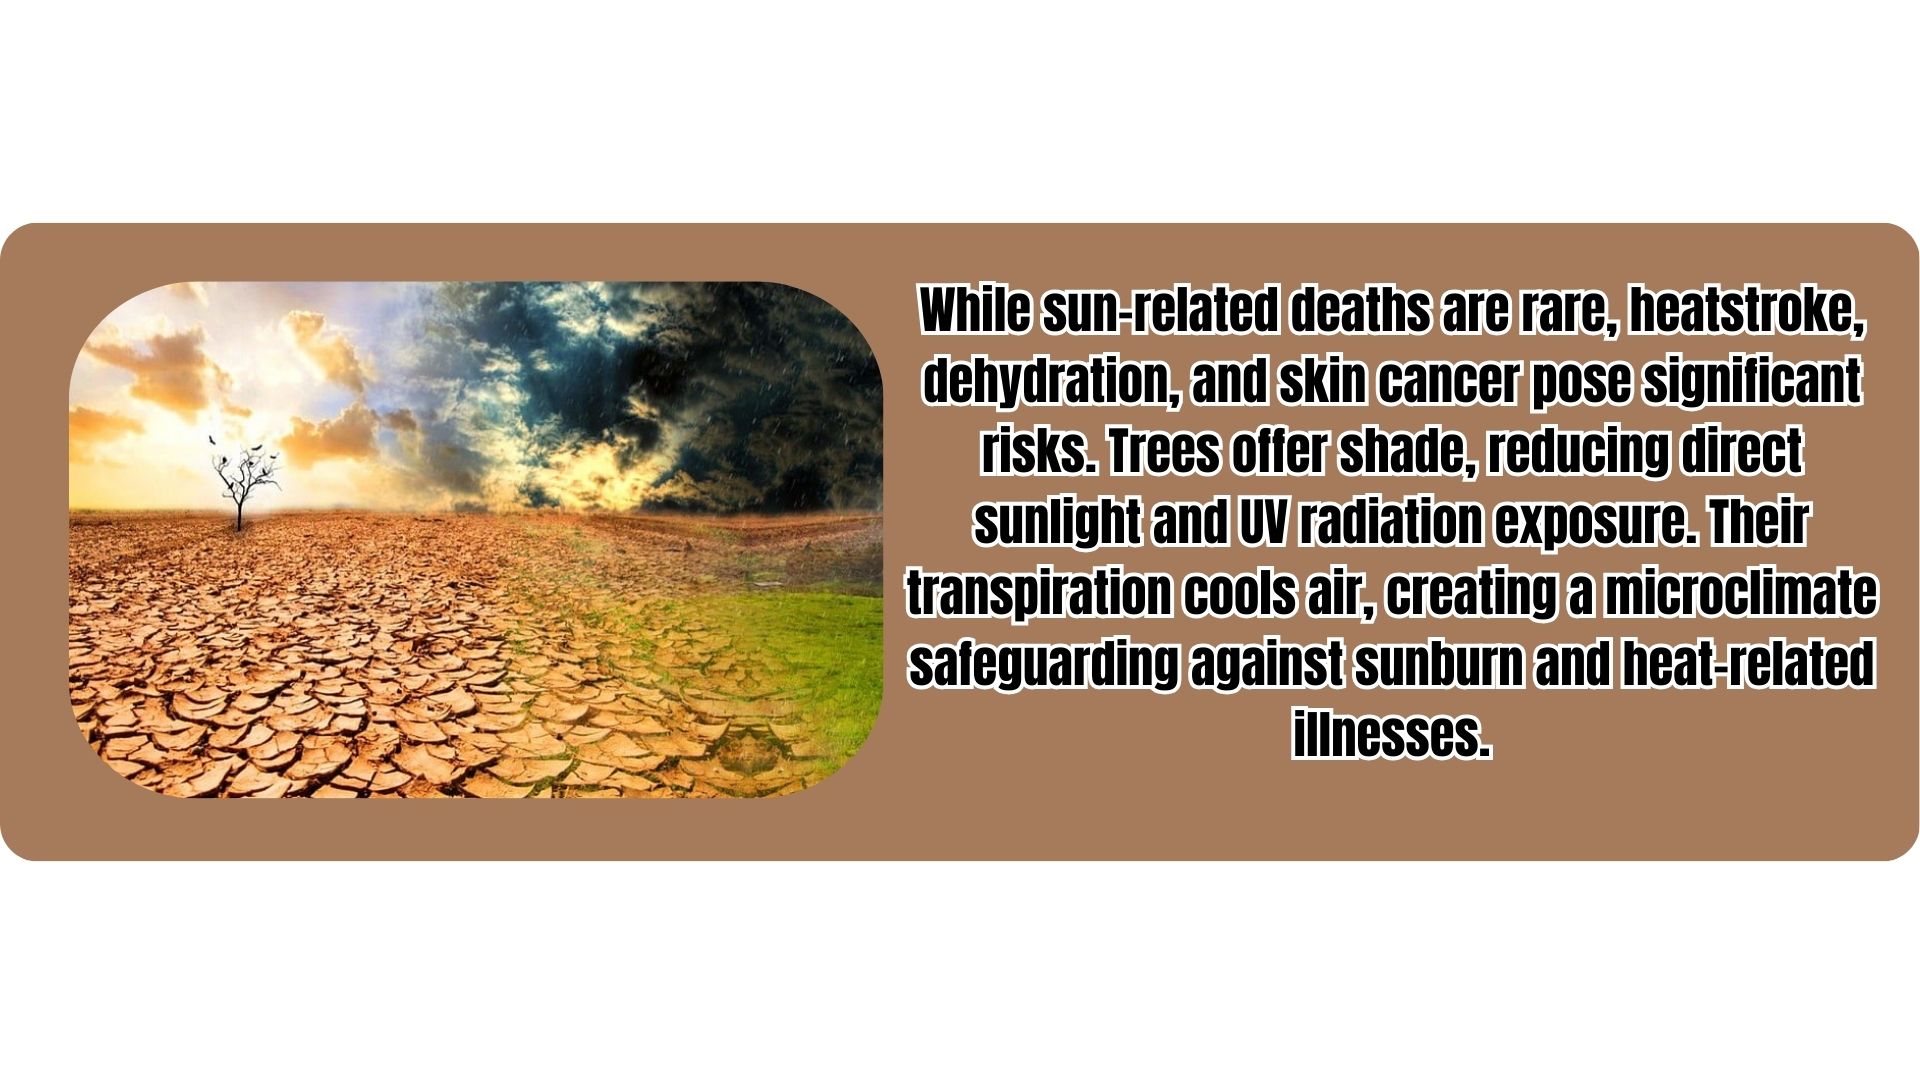 While sun-related deaths are rare, heatstroke,
dehydration, and skin cancer pose significant
risks. Trees offer shade, reducing direct
sunlight and UV radiation exposure. Their
transpiration cools air, creating a microclimate
safeguarding against sunburn and heat-related
illnesses.